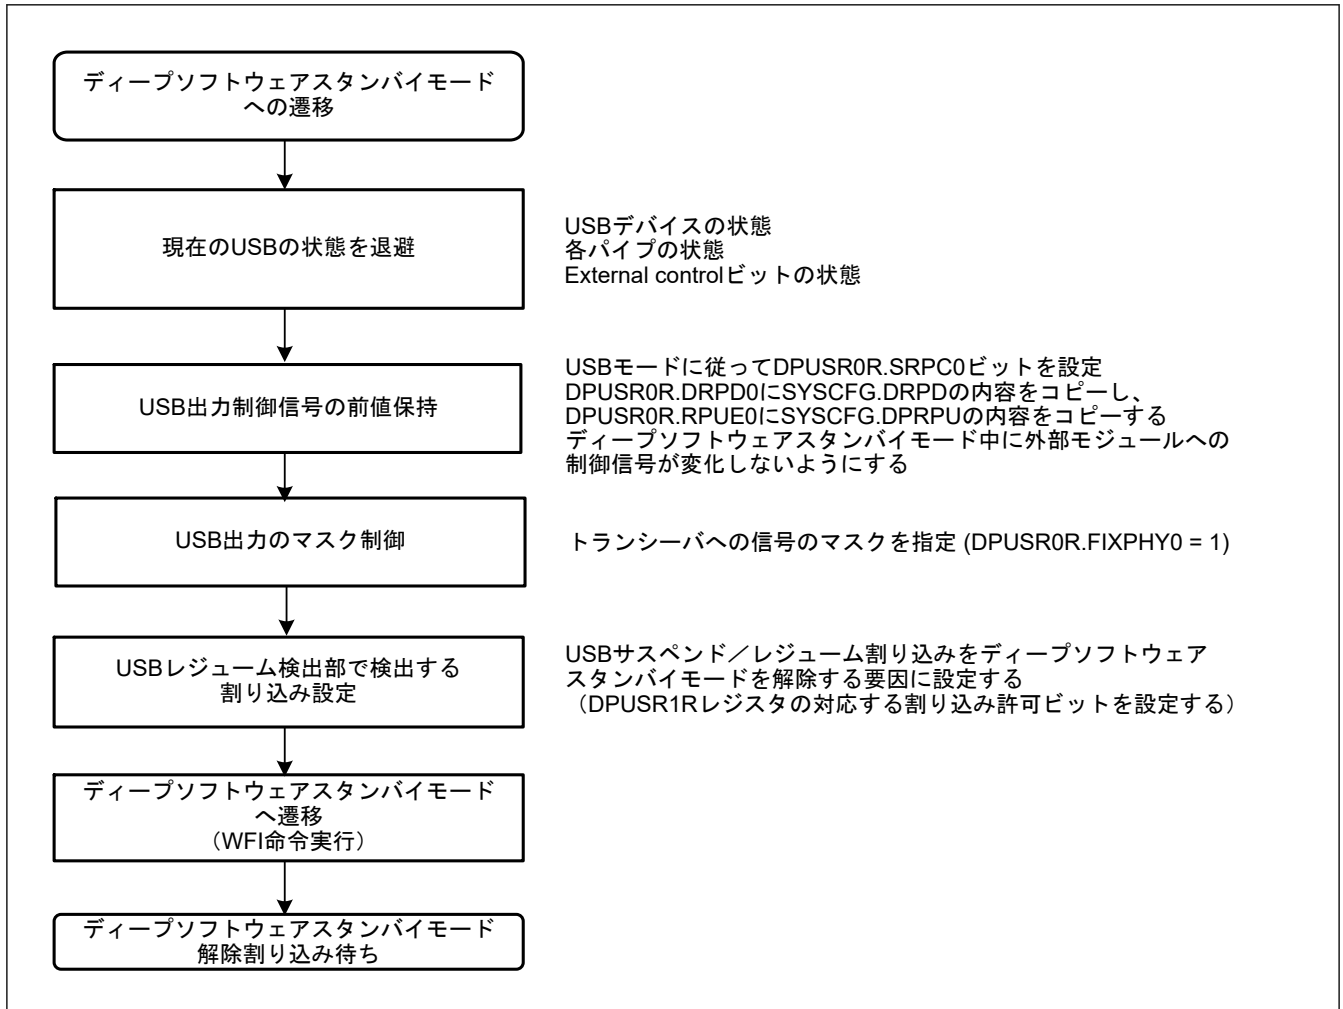 ディープソフトウェアスタンバイモード
への遷移
現在のUSBの状態を退避
USBデバイスの状態
各パイプの状態
External controlビットの状態
USB出力制御信号の前値保持
USBモードに従ってDPUSR0R.SRPC0ビットを設定
DPUSR0R.DRPD0にSYSCFG.DRPDの内容をコピーし、
DPUSR0R.RPUE0にSYSCFG.DPRPUの内容をコピーする
ディープソフトウェアスタンバイモード中に外部モジュールへの
制御信号が変化しないようにする
USB出力のマスク制御
トランシーバへの信号のマスクを指定 (DPUSR0R.FIXPHY0 = 1)
USBレジューム検出部で検出する
割り込み設定
USBサスペンド／レジューム割り込みをディープソフトウェア
スタンバイモードを解除する要因に設定する
（DPUSR1Rレジスタの対応する割り込み許可ビットを設定する）
ディープソフトウェアスタンバイモード
へ遷移
（WFI命令実行）
ディープソフトウェアスタンバイモード
解除割り込み待ち